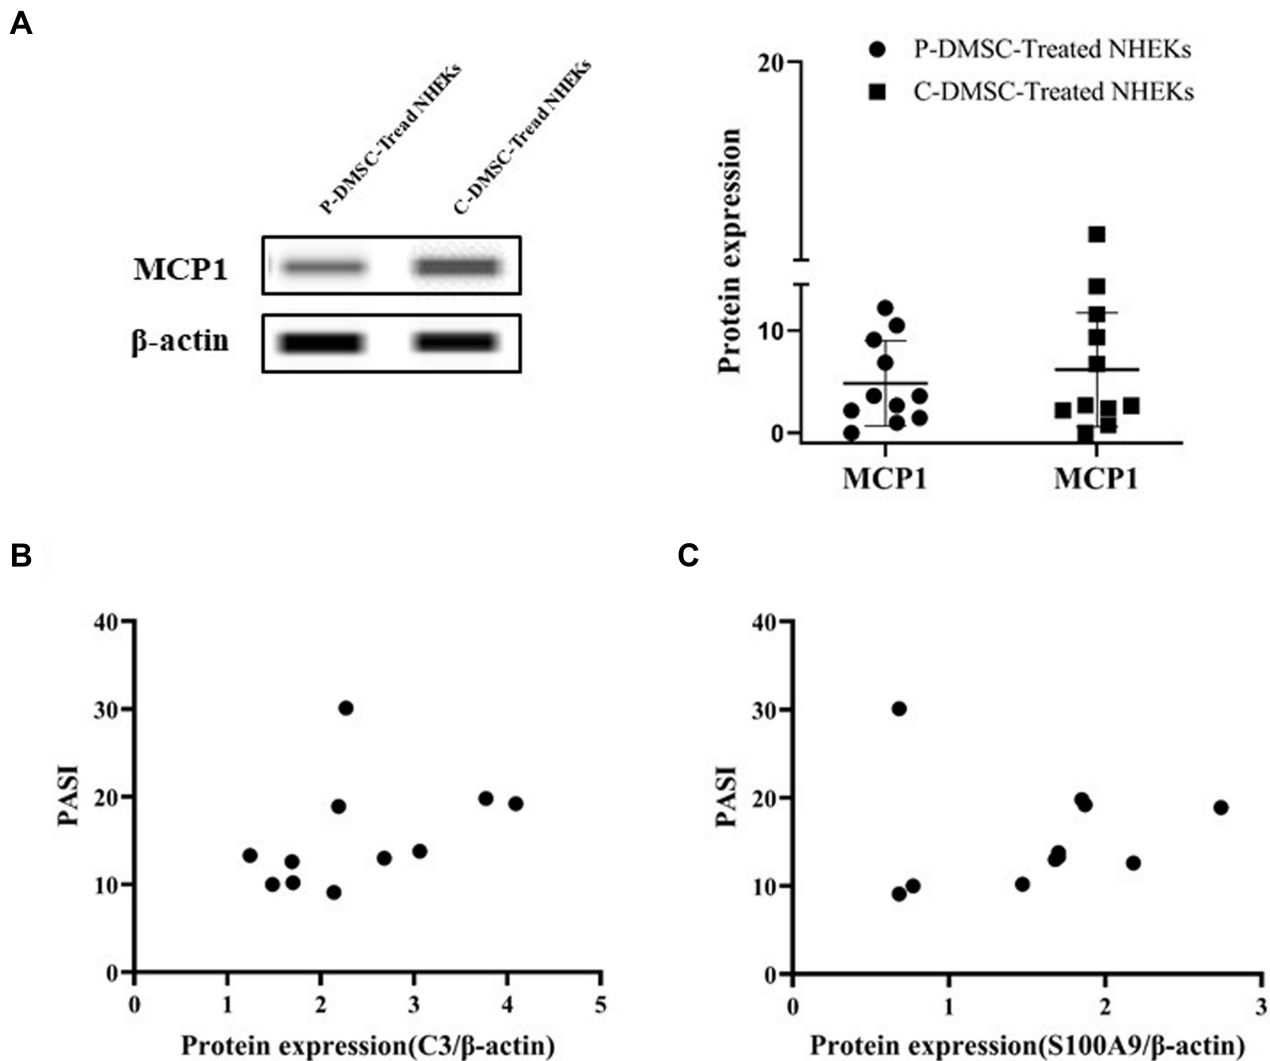 A
P-DMSC-Tread NHEKs
C-DMSC-Tread NHEKs
MCP1
β-actin
P-DMSC-Treated NHEKs
C-DMSC-Treated NHEKs
Protein expression
20
10
0
MCP1 MCP1
B
PASI
40
30
20
10
0
0 1 2 3 4 5
Protein expression(C3/β-actin)
C
PASI
40
30
20
10
0
0 1 2 3
Protein expression(S100A9/β-actin)